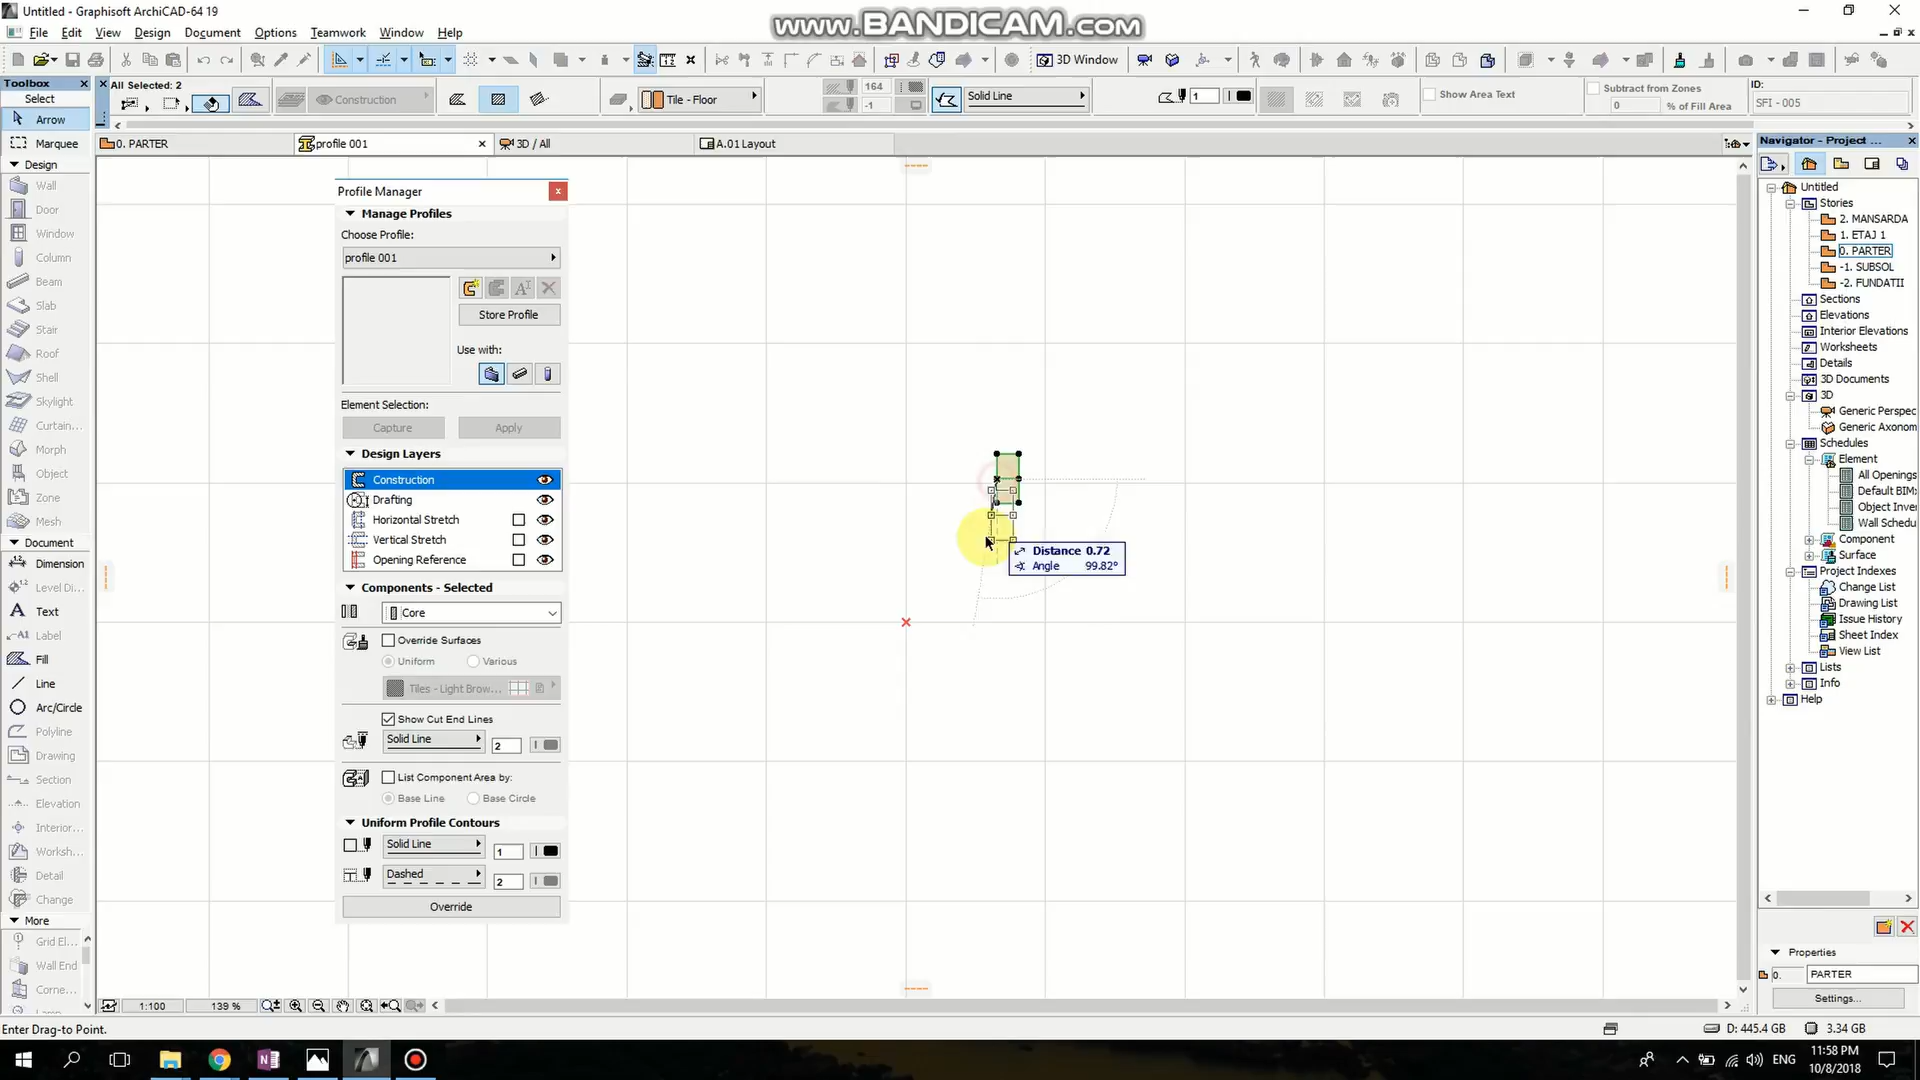 Untitled - Graphisoft ArchiCAD-64 19
www.BANDICAM.com
File Edit View Design Document Options Teamwork Window Help
3D Window
Toolbox
Select
Arrow
Marquee
Design
Wall
Door
Window
Column
Beam
Slab
Stair
Roof
Shell
Skylight
Curtain...
Morph
Object
Zone
Mesh
Document
Dimension
Level Di...
Text
Label
Fill
Line
Arc/Circle
Polyline
Drawing
Section
Elevation
Interior...
Worksh...
Detail
Change
More
Grid El...
Wall End
Corne...
All Selected: 2
Construction
Tile - Floor
164
-1
Solid Line
1
Show Area Text
Subtract from Zones
0 % of Fill Area
ID:
SFI - 005
0. PARTER
profile 001
3D / All
A.01 Layout
Profile Manager
Manage Profiles
Choose Profile:
profile 001
Store Profile
Use with:
Element Selection:
Capture Apply
Design Layers
Construction
Drafting
Horizontal Stretch
Vertical Stretch
Opening Reference
Components - Selected
Core
Override Surfaces
Uniform Various
Tiles - Light Brow...
Show Cut End Lines
Solid Line 2
List Component Area by:
Base Line Base Circle
Uniform Profile Contours
Solid Line 1
Dashed 2
Override
Distance 0.72
Angle 99.82°
Navigator - Project ...
Untitled
Stories
2. MANSARDA
1. ETAJ 1
0. PARTER
-1. SUBSOL
-2. FUNDATII
Sections
Elevations
Interior Elevations
Worksheets
Details
3D Documents
3D
Generic Perspec
Generic Axonom
Schedules
Element
All Openings
Default BIMx
Object Inver
Wall Schedu
Component
Surface
Project Indexes
Change List
Drawing List
Issue History
Sheet Index
View List
Lists
Info
Help
Properties
0. PARTER
Settings...
1:100 139 %
Enter Drag-to Point.
D: 445.4 GB 3.34 GB
ENG
11:58 PM
10/8/2018